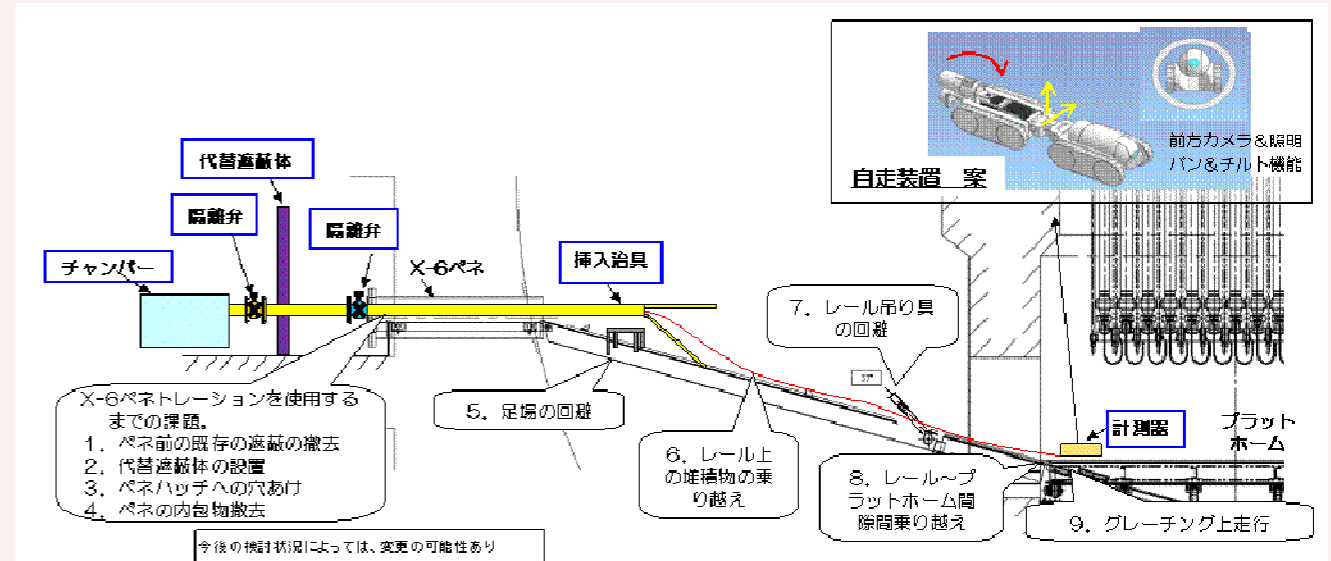 前方カメラ&照明
パン&チルト機能
自走装置 案
代替遮蔽体
隔離弁
隔離弁
チャンバー
X-6ペネ
挿入治具
7．レール吊り具
の回避
X-6ペネトレーションを使用する
までの課題。
1．ペネ前の既存の遮蔽の撤去
2．代替遮蔽体の設置
3．ペネハッチへの穴あけ
4．ペネの内包物撤去
5．足場の回避
6．レール上
の堆積物の乗
り越え
計測器
プラット
ホーム
8．レール～プ
ラットホーム間
隙間乗り越え
9．グレーチング上走行
今後の検討状況によっては、変更の可能性あり